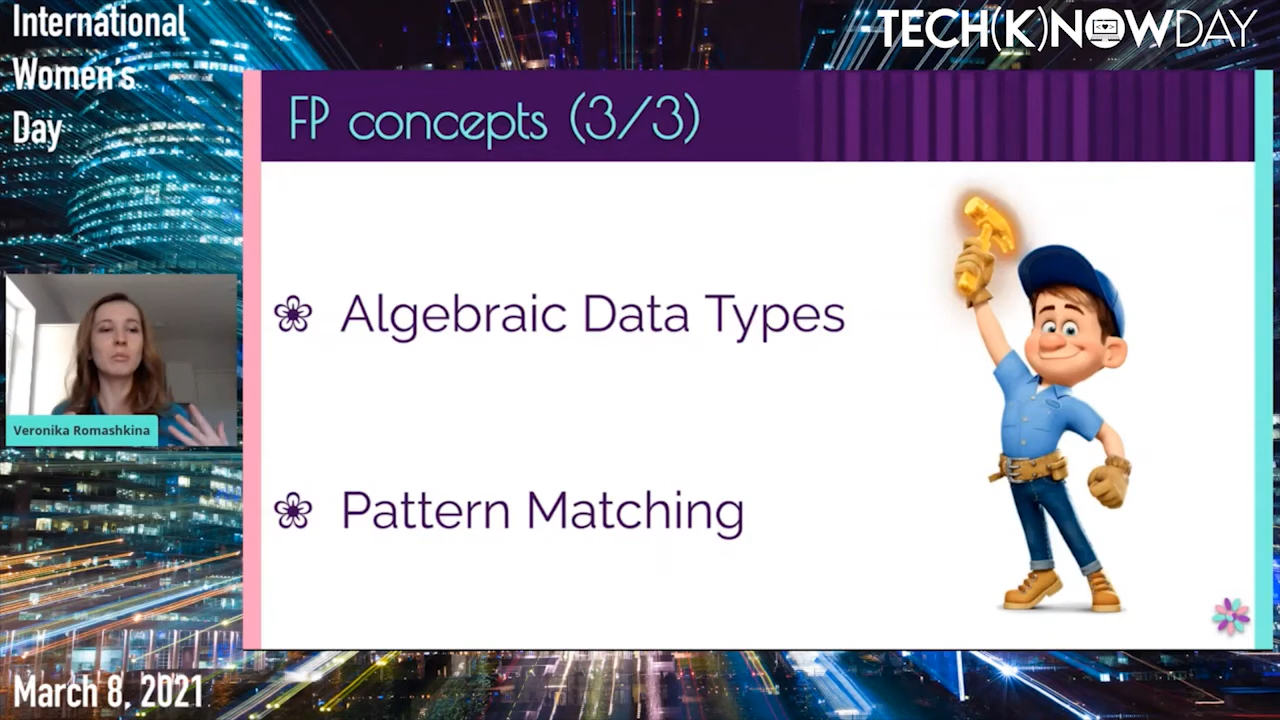 International
Women's
Day
TECH(K)NOWDAY
FP concepts (3/3)
Algebraic Data Types
Pattern Matching
Veronika Romashkina
March 8, 2021